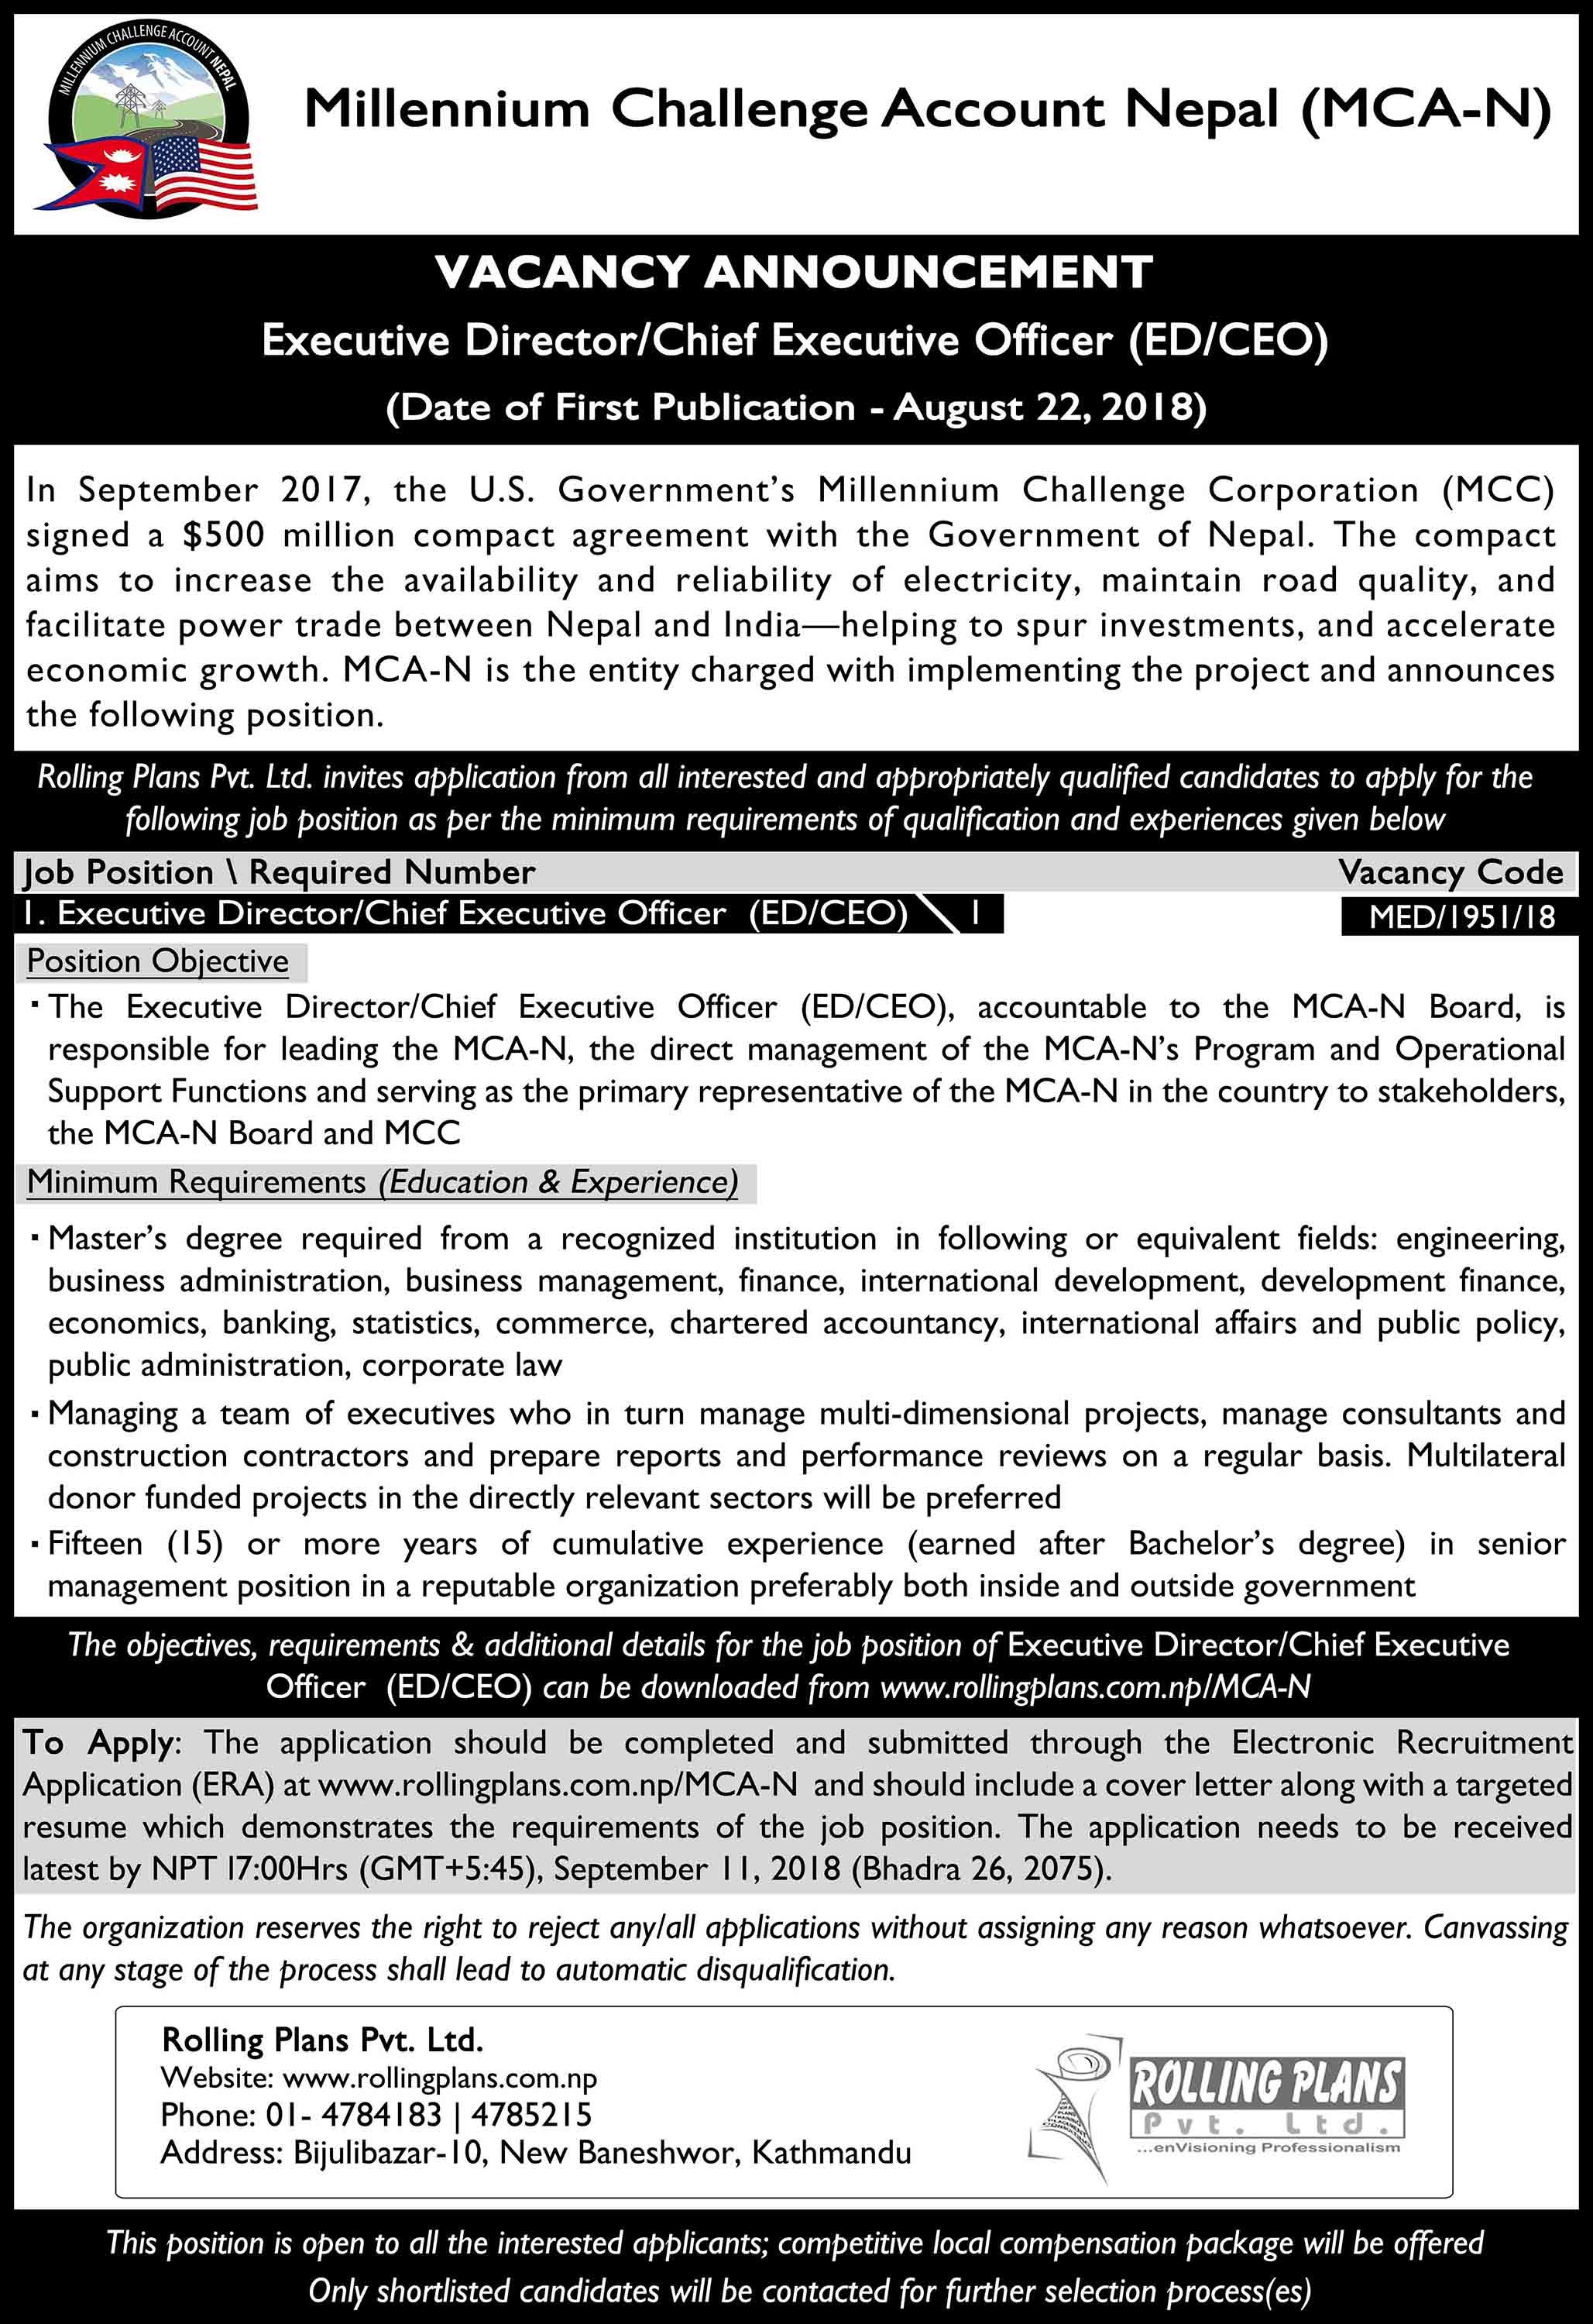 MILLENNIUM CHALLENGE ACCOUNT NEPAL
Millennium Challenge Account Nepal (MCA-N)
VACANCY ANNOUNCEMENT
Executive Director/Chief Executive Officer (ED/CEO)
(Date of First Publication - August 22, 2018)
In September 2017, the U.S. Government's Millennium Challenge Corporation (MCC)
signed a $500 million compact agreement with the Government of Nepal. The compact
aims to increase the availability and reliability of electricity, maintain road quality, and
facilitate power trade between Nepal and India—helping to spur investments, and accelerate
economic growth. MCA-N is the entity charged with implementing the project and announces
the following position.
Rolling Plans Pvt. Ltd. invites application from all interested and appropriately qualified candidates to apply for the
following job position as per the minimum requirements of qualification and experiences given below
Job Position \ Required Number Vacancy Code
1. Executive Director/Chief Executive Officer (ED/CEO) \ 1 MED/1951/18
Position Objective
▪ The Executive Director/Chief Executive Officer (ED/CEO), accountable to the MCA-N Board, is
responsible for leading the MCA-N, the direct management of the MCA-N's Program and Operational
Support Functions and serving as the primary representative of the MCA-N in the country to stakeholders,
the MCA-N Board and MCC
Minimum Requirements (Education & Experience)
▪ Master's degree required from a recognized institution in following or equivalent fields: engineering,
business administration, business management, finance, international development, development finance,
economics, banking, statistics, commerce, chartered accountancy, international affairs and public policy,
public administration, corporate law
▪ Managing a team of executives who in turn manage multi-dimensional projects, manage consultants and
construction contractors and prepare reports and performance reviews on a regular basis. Multilateral
donor funded projects in the directly relevant sectors will be preferred
▪ Fifteen (15) or more years of cumulative experience (earned after Bachelor's degree) in senior
management position in a reputable organization preferably both inside and outside government
The objectives, requirements & additional details for the job position of Executive Director/Chief Executive
Officer (ED/CEO) can be downloaded from www.rollingplans.com.np/MCA-N
To Apply: The application should be completed and submitted through the Electronic Recruitment
Application (ERA) at www.rollingplans.com.np/MCA-N and should include a cover letter along with a targeted
resume which demonstrates the requirements of the job position. The application needs to be received
latest by NPT 17:00Hrs (GMT+5:45), September 11, 2018 (Bhadra 26, 2075).
The organization reserves the right to reject any/all applications without assigning any reason whatsoever. Canvassing
at any stage of the process shall lead to automatic disqualification.
Rolling Plans Pvt. Ltd.
Website: www.rollingplans.com.np
Phone: 01- 4784183 | 4785215
Address: Bijulibazar-10, New Baneshwor, Kathmandu
ROLLING PLANS
Pvt. Ltd.
...enVisioning Professionalism
This position is open to all the interested applicants; competitive local compensation package will be offered
Only shortlisted candidates will be contacted for further selection process(es)